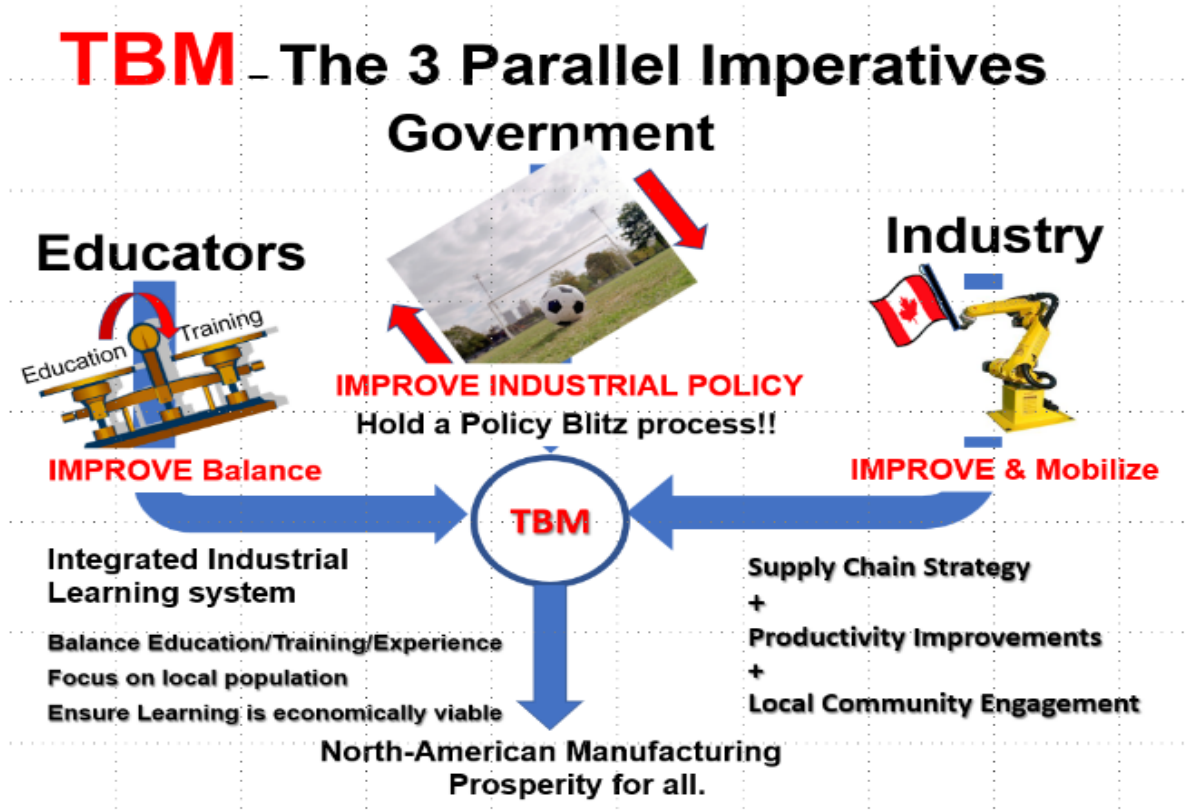 TBM – The 3 Parallel Imperatives
Government
Educators
Industry
Education
Training
IMPROVE INDUSTRIAL POLICY
Hold a Policy Blitz process!!
IMPROVE Balance
IMPROVE & Mobilize
TBM
Integrated Industrial
Learning system
Balance Education/Training/Experience
Focus on local population
Ensure Learning is economically viable
Supply Chain Strategy
+
Productivity Improvements
+
Local Community Engagement
North-American Manufacturing
Prosperity for all.